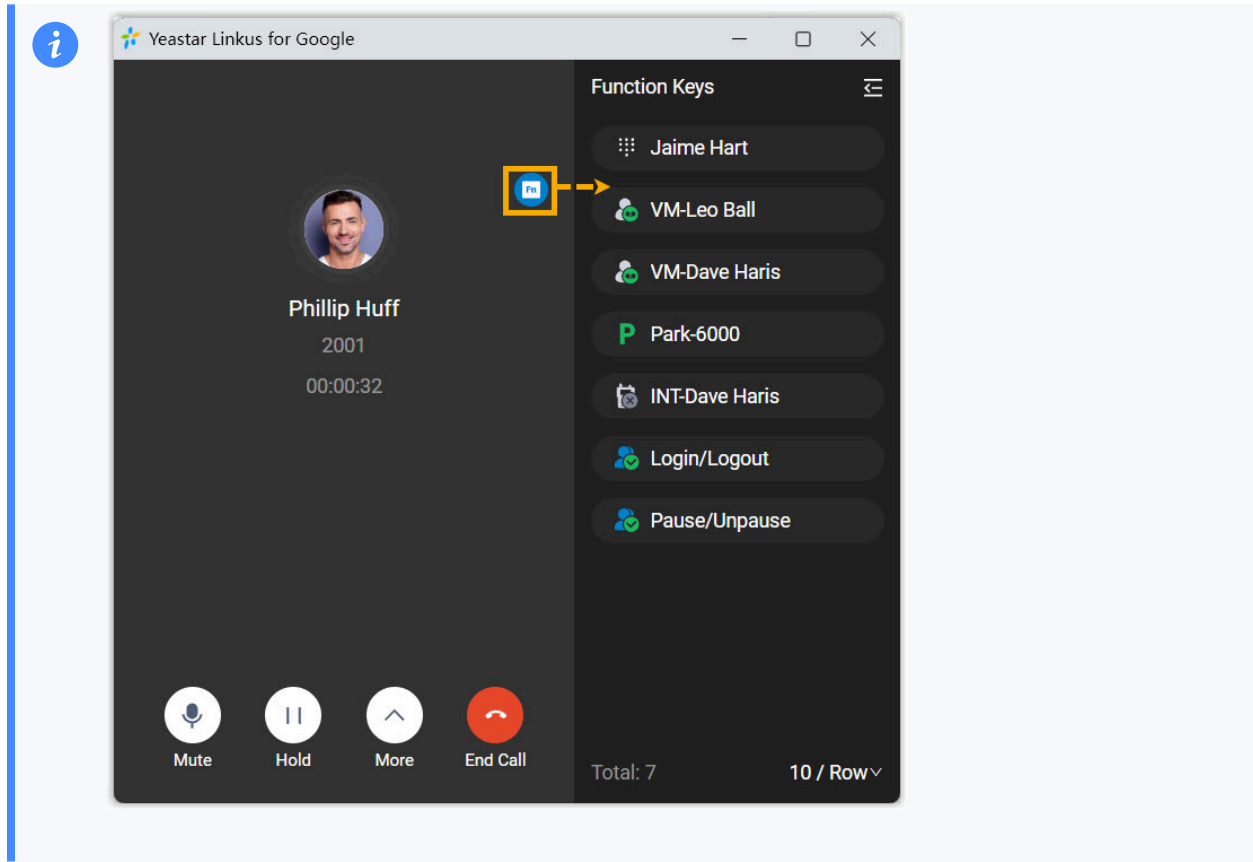 Yeastar Linkus for Google
Function Keys
Jaime Hart
Fn
VM-Leo Ball
VM-Dave Haris
Phillip Huff
2001
00:00:32
Park-6000
INT-Dave Haris
Login/Logout
Pause/Unpause
Mute
Hold
More
End Call
Total: 7
10 / Row